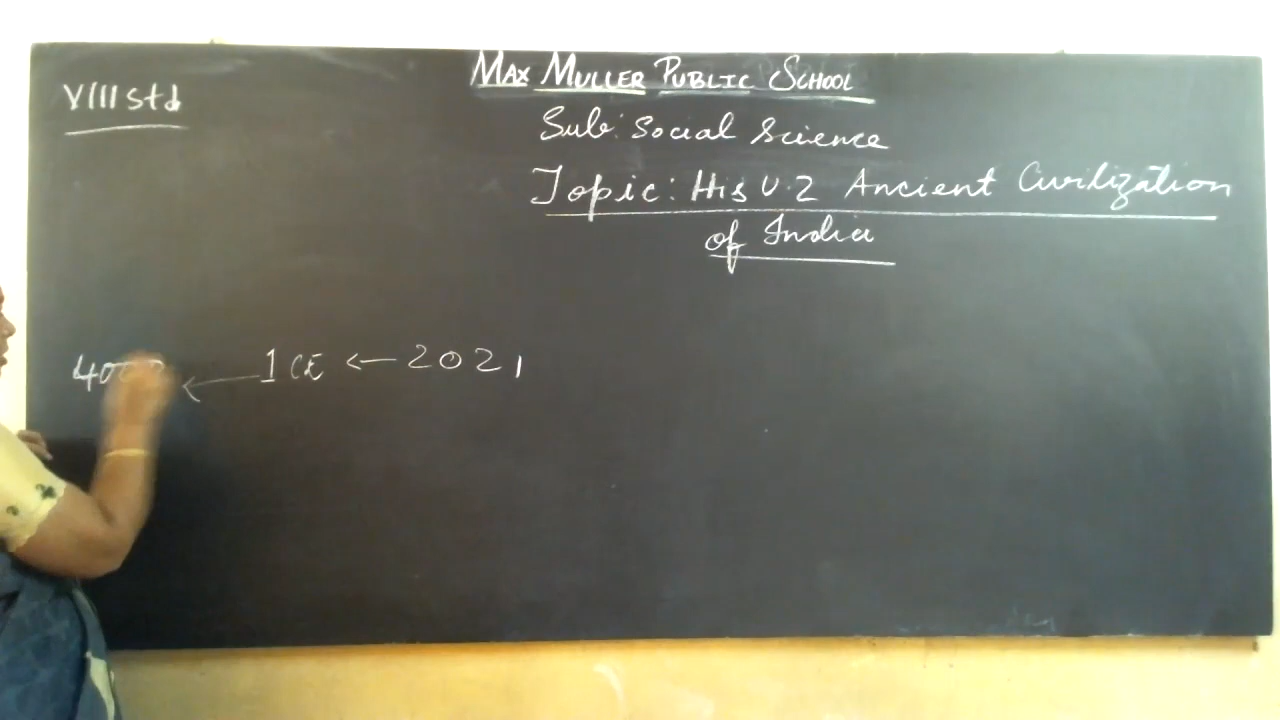 MAX MULLER PUBLIC SCHOOL
VIII std
Sub: Social Science
Topic: His U.2 Ancient Civilization
of India
1 CE ← 2021